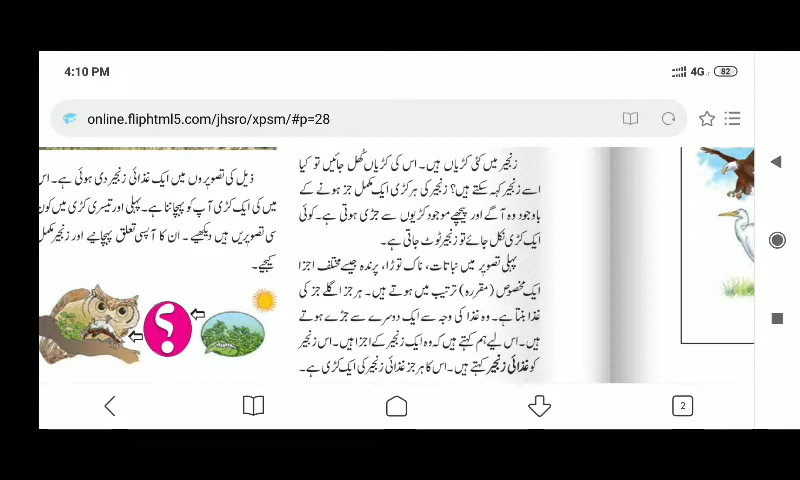 4:10 PM
4G
82
online.fliphtml5.com/jhsro/xpsm/#p=28
زنجیر میں کئی کڑیاں ہیں۔ اس کی کڑیاں کُھل جائیں تو کیا
اسے زنجیر کہہ سکتے ہیں؟ زنجیر کی ہر کڑی ایک مکمل جز ہونے کے
باوجود وہ آگے اور پیچھے موجود کڑیوں سے جڑی ہوتی ہے۔ کوئی
ایک کڑی نکل جائے تو زنجیر ٹوٹ جاتی ہے۔
پہلی تصویر میں نباتات، ناک توڑا، پرندہ جیسے مختلف اجزا
ایک مخصوص (مقررہ) ترتیب میں ہوتے ہیں۔ ہر جز اگلے جز کی
غذا بنتا ہے۔ وہ غذا کی وجہ سے ایک دوسرے سے جڑے ہوتے
ہیں۔ اس لیے ہم کہتے ہیں کہ وہ ایک زنجیر کے اجزا ہیں۔ اس زنجیر
کو غذائی زنجیر کہتے ہیں۔ اس کا ہر جز غذائی زنجیر کی ایک کڑی ہے۔
ذیل کی تصویروں میں ایک غذائی زنجیر دی ہوئی ہے۔ اس
میں کی ایک کڑی آپ کو پہچاننا ہے۔ پہلی اور تیسری کڑی میں کون
سی تصویریں ہیں دیکھیے۔ ان کا آپسی تعلق پہچانیے اور زنجیر مکمل
کیجیے۔
؟
2